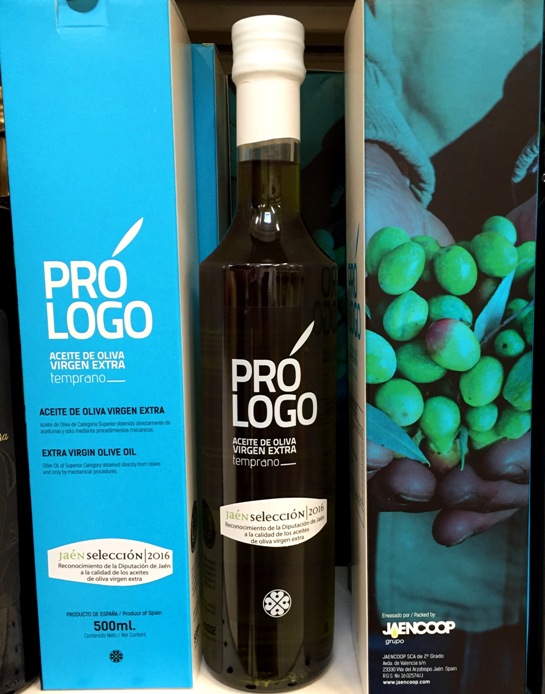 PRÓ
LOGO
ACEITE DE OLIVA
VIRGEN EXTRA
temprano
ACEITE DE OLIVA VIRGEN EXTRA
Aceite de Oliva de Categoría Superior obtenido directamente de
aceitunas y solo mediante procedimientos mecánicos.
EXTRA VIRGIN OLIVE OIL
Olive Oil of Superior Category obtained directly from olives
and only by mechanical procedures.
Jaén selección|2016
Reconocimiento de la Diputación de Jaén
a la calidad de los aceites
de oliva virgen extra
PRODUCTO DE ESPAÑA / Product of Spain
500ml.
Contenido Neto / Net Content
PRÓ
LOGO
ACEITE DE OLIVA
VIRGEN EXTRA
temprano
Jaén selección|2016
Reconocimiento de la Diputación de Jaén
a la calidad de los aceites
de oliva virgen extra
Envasado por / Packed by:
JAENCOOP
grupo
JAENCOOP SCA de 2º Grado
Avda. de Valencia s/n
23330 Villa del Arzobispo. Jaén. Spain
www.jaencoop.com